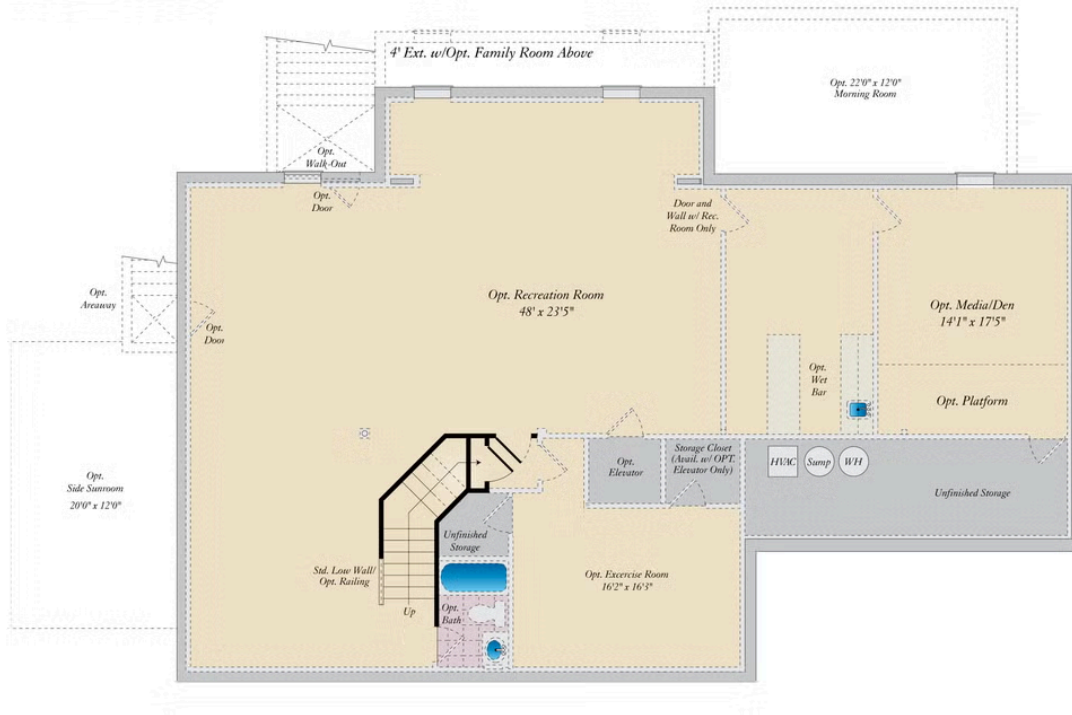 4' Ext. w/Opt. Family Room Above
Opt. 22'0" x 12'0"
Morning Room
Opt.
Walk-Out
Opt.
Door
Door and
Wall w/ Rec.
Room Only
Opt.
Areaway
Opt.
Door
Opt. Recreation Room
48' x 23'5"
Opt. Media/Den
14'1" x 17'5"
Opt.
Wet
Bar
Opt. Platform
Opt.
Side Sunroom
20'0" x 12'0"
Opt.
Elevator
Storage Closet
(Avail. w/ OPT.
Elevator Only)
HVAC
Sump
WH
Unfinished Storage
Unfinished
Storage
Std. Low Wall/
Opt. Railing
Up
Opt.
Bath
Opt. Excercise Room
16'2" x 16'3"